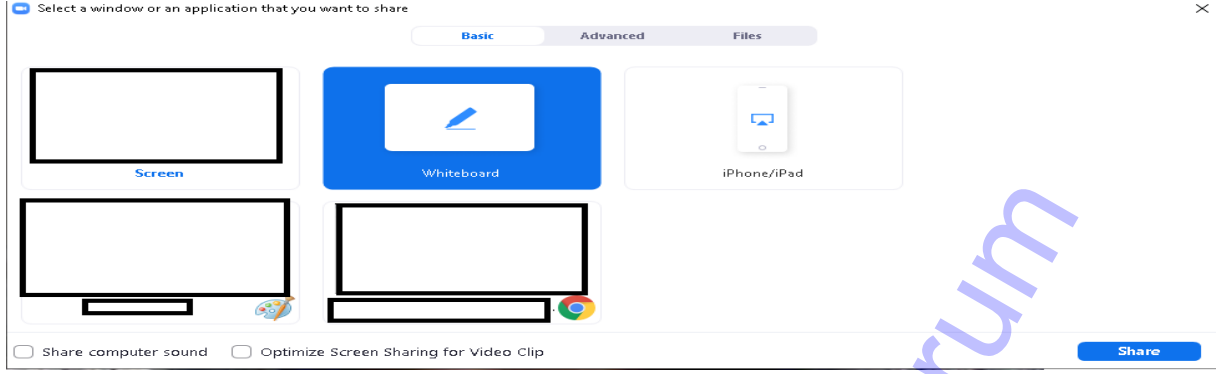 Select a window or an application that you want to share
Basic Advanced Files
Screen Whiteboard iPhone/iPad
Share computer sound Optimize Screen Sharing for Video Clip Share